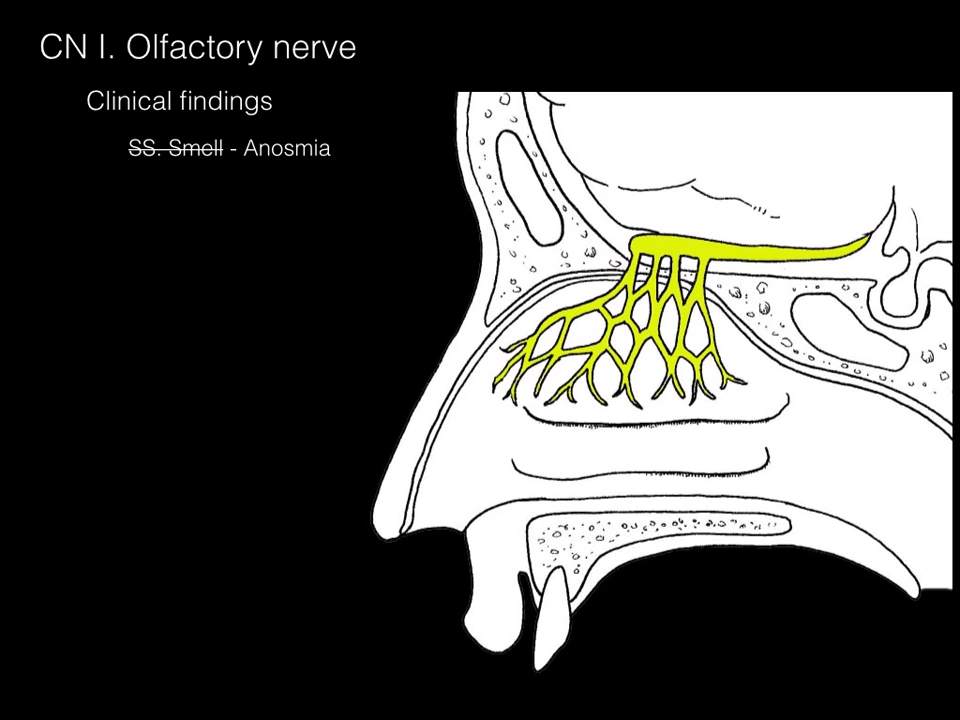 CN I. Olfactory nerve
Clinical findings
SS. Smell - Anosmia